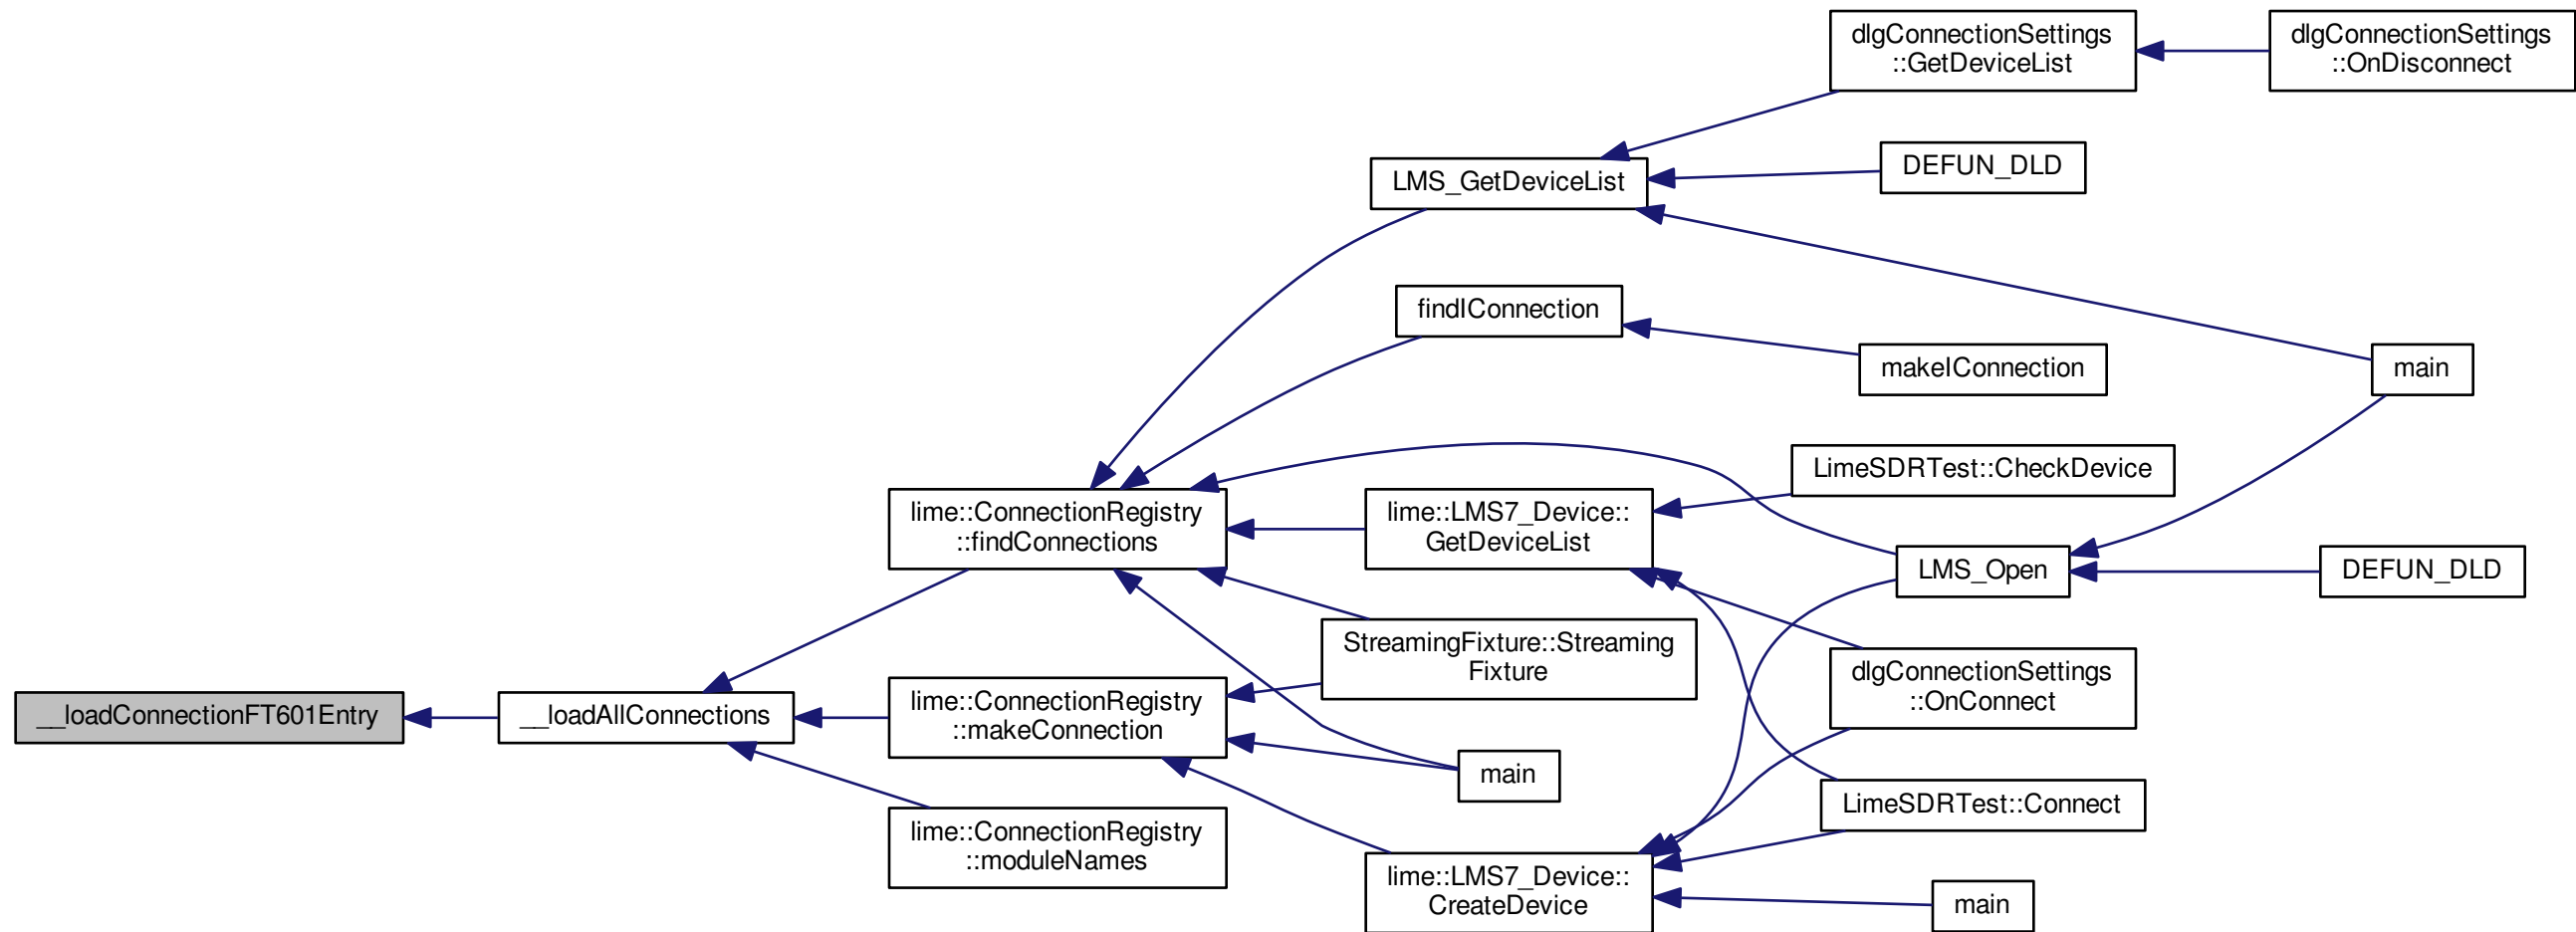 dlgConnectionSettings
::GetDeviceList
dlgConnectionSettings
::OnDisconnect
LMS_GetDeviceList
DEFUN_DLD
findIConnection
makeIConnection
main
LimeSDRTest::CheckDevice
lime::ConnectionRegistry
::findConnections
lime::LMS7_Device::
GetDeviceList
LMS_Open
DEFUN_DLD
StreamingFixture::Streaming
Fixture
dlgConnectionSettings
::OnConnect
__loadConnectionFT601Entry
__loadAllConnections
lime::ConnectionRegistry
::makeConnection
main
LimeSDRTest::Connect
lime::ConnectionRegistry
::moduleNames
lime::LMS7_Device::
CreateDevice
main